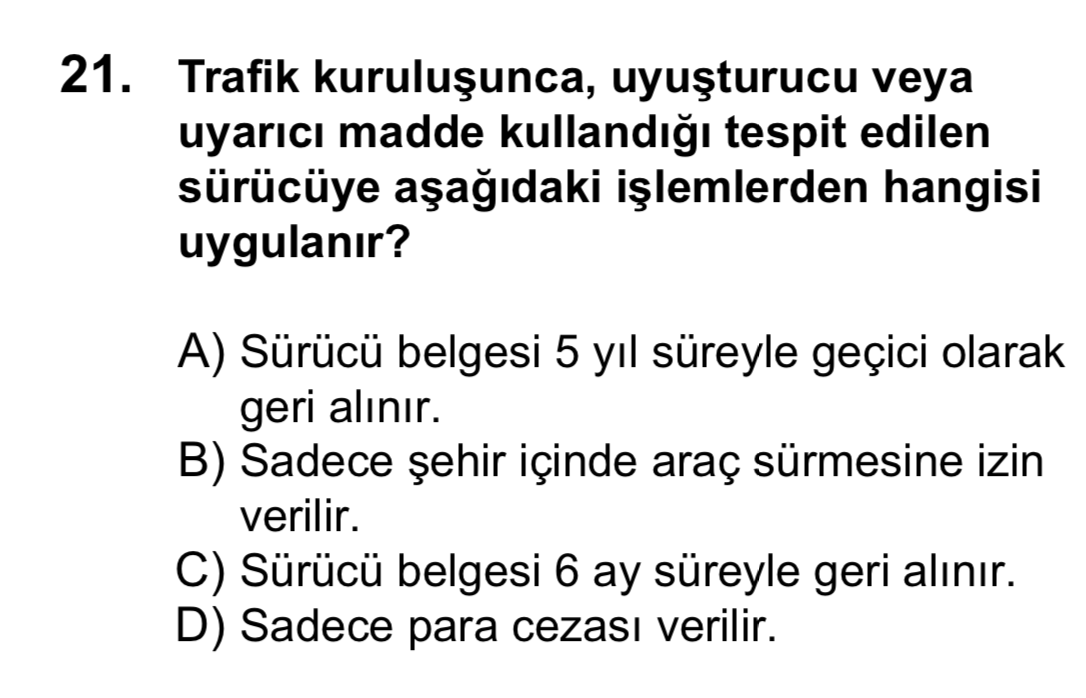 21. Trafik kuruluşunca, uyuşturucu veya
uyarıcı madde kullandığı tespit edilen
sürücüye aşağıdaki işlemlerden hangisi
uygulanır?
A) Sürücü belgesi 5 yıl süreyle geçici olarak
geri alınır.
B) Sadece şehir içinde araç sürmesine izin
verilir.
C) Sürücü belgesi 6 ay süreyle geri alınır.
D) Sadece para cezası verilir.